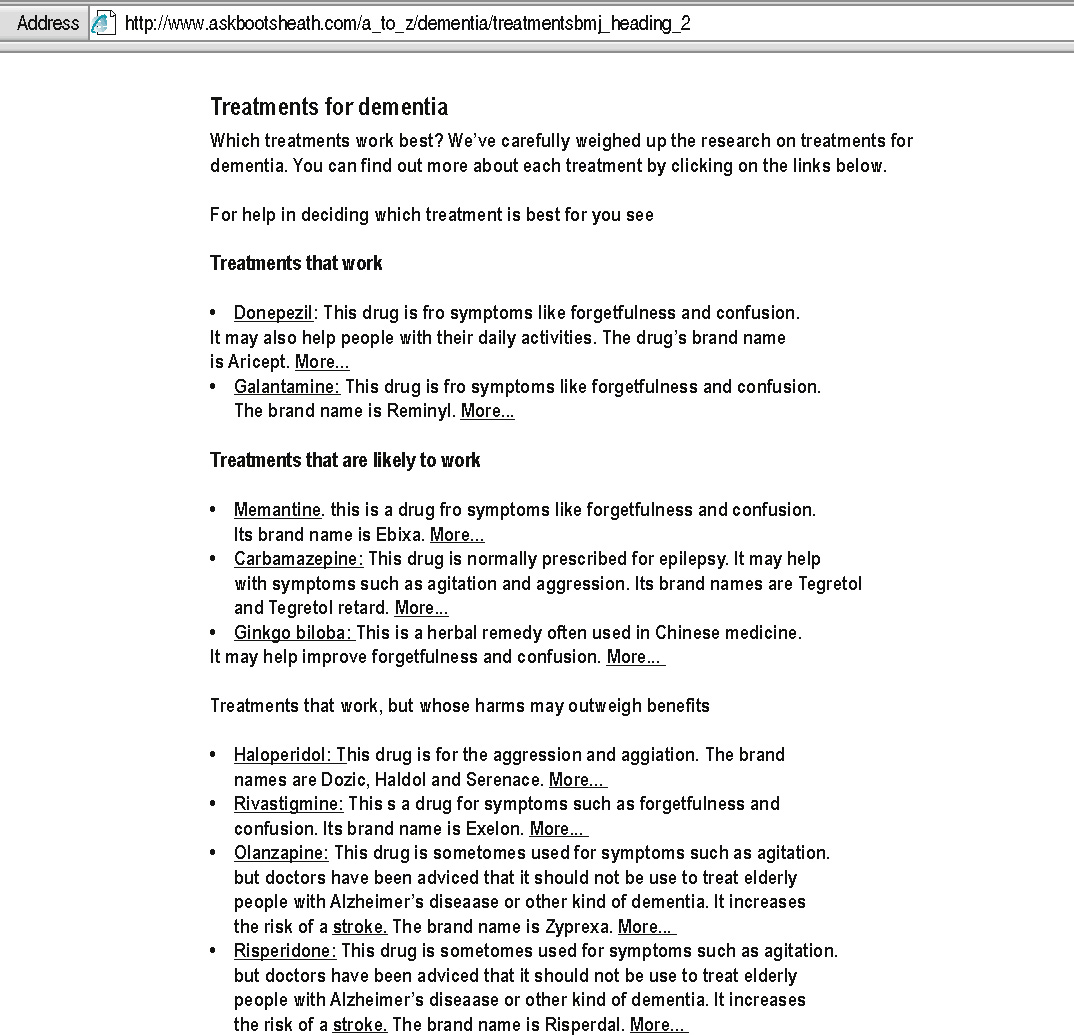 Address http://www.askbootsheath.com/a_to_z/dementia/treatmentsbmj_heading_2
Treatments for dementia
Which treatments work best? We've carefully weighed up the research on treatments for
dementia. You can find out more about each treatment by clicking on the links below.
For help in deciding which treatment is best for you see
Treatments that work
• Donepezil: This drug is fro symptoms like forgetfulness and confusion.
It may also help people with their daily activities. The drug's brand name
is Aricept. More...
• Galantamine: This drug is fro symptoms like forgetfulness and confusion.
The brand name is Reminyl. More...
Treatments that are likely to work
• Memantine. this is a drug fro symptoms like forgetfulness and confusion.
Its brand name is Ebixa. More...
• Carbamazepine: This drug is normally prescribed for epilepsy. It may help
with symptoms such as agitation and aggression. Its brand names are Tegretol
and Tegretol retard. More...
• Ginkgo biloba: This is a herbal remedy often used in Chinese medicine.
It may help improve forgetfulness and confusion. More...
Treatments that work, but whose harms may outweigh benefits
• Haloperidol: This drug is for the aggression and aggiation. The brand
names are Dozic, Haldol and Serenace. More...
• Rivastigmine: This s a drug for symptoms such as forgetfulness and
confusion. Its brand name is Exelon. More...
• Olanzapine: This drug is sometomes used for symptoms such as agitation.
but doctors have been adviced that it should not be use to treat elderly
people with Alzheimer's diseasase or other kind of dementia. It increases
the risk of a stroke. The brand name is Zyprexa. More...
• Risperidone: This drug is sometomes used for symptoms such as agitation.
but doctors have been adviced that it should not be use to treat elderly
people with Alzheimer's diseasase or other kind of dementia. It increases
the risk of a stroke. The brand name is Risperdal. More...